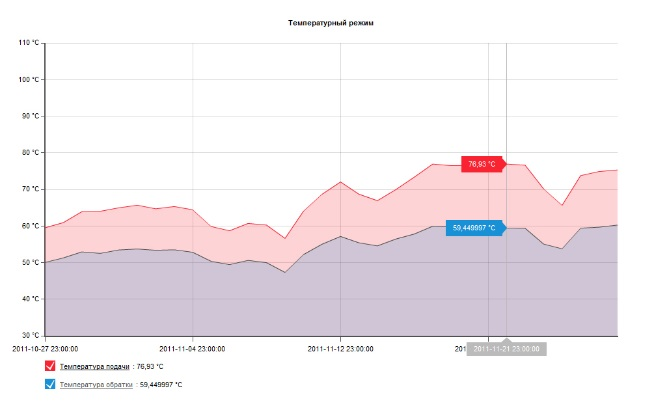 Температурный режим
110 °C
100 °C
90 °C
80 °C
70 °C
60 °C
50 °C
40 °C
30 °C
76,93 °C
59,449997 °C
2011-10-27 23:00:00
2011-11-04 23:00:00
2011-11-12 23:00:00
201
2011-11-21 23:00:00
Температура подачи : 76,93 °C
Температура обратки : 59,449997 °C